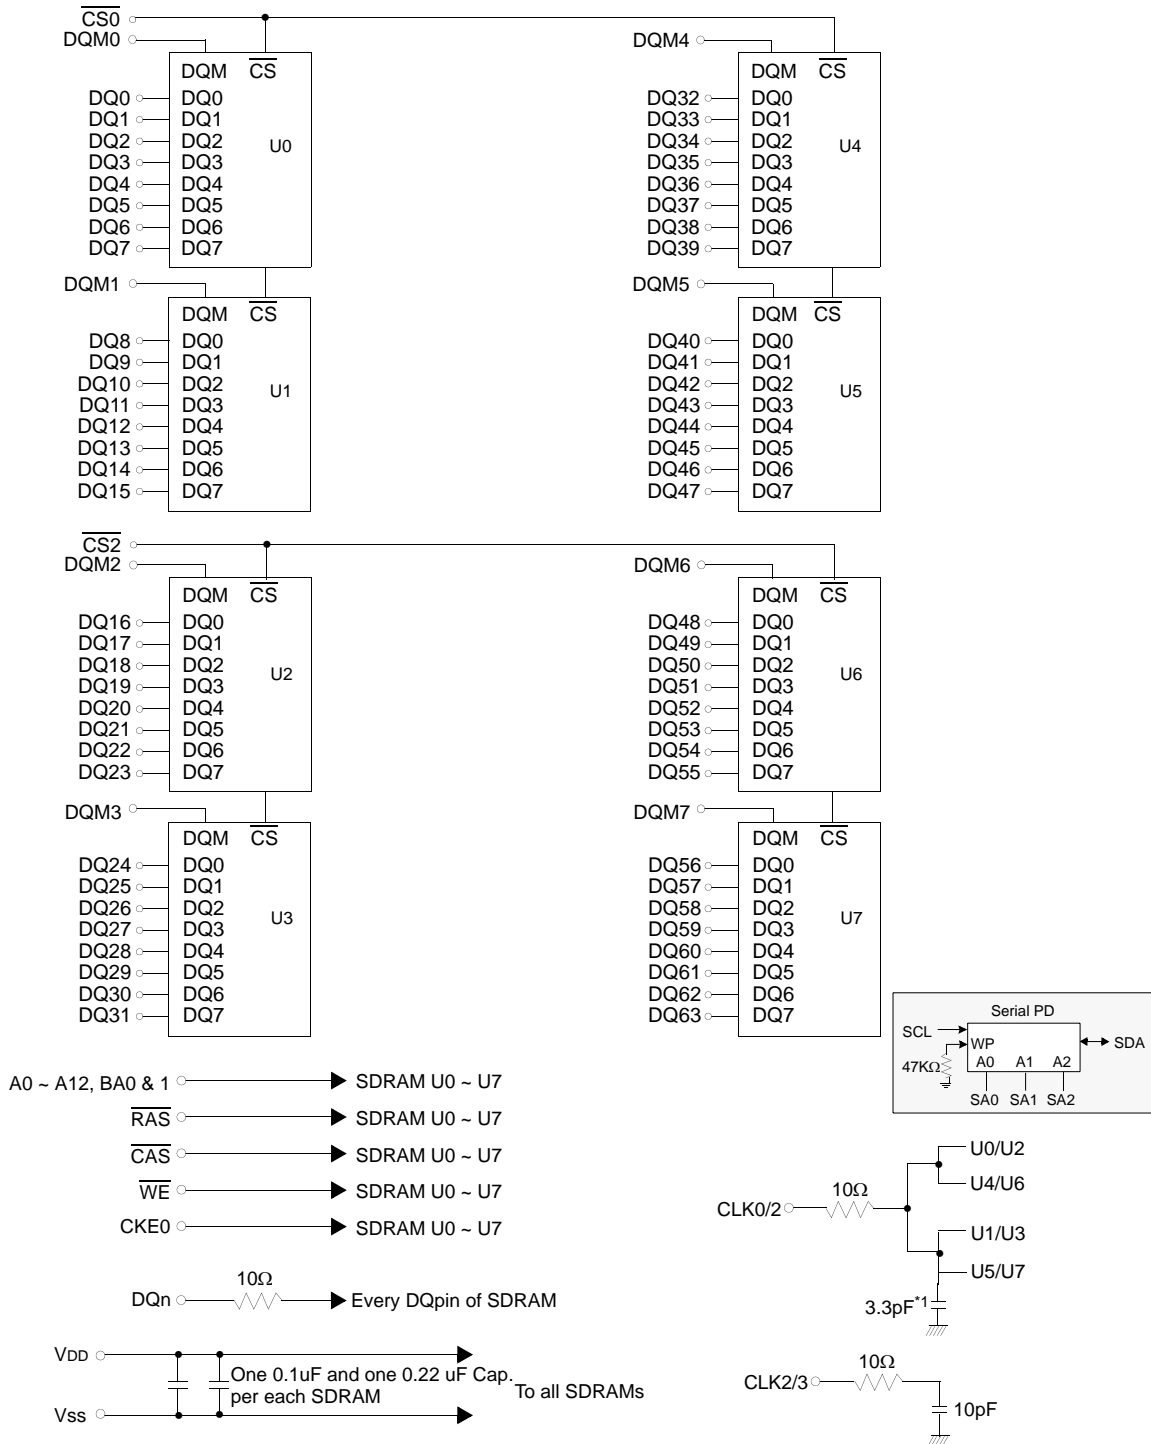 CS0
DQM0
DQM CS
DQ0 DQ0
DQ1 DQ1
DQ2 DQ2
DQ3 DQ3
DQ4 DQ4
DQ5 DQ5
DQ6 DQ6
DQ7 DQ7
U0
DQM1
DQM CS
DQ8 DQ0
DQ9 DQ1
DQ10 DQ2
DQ11 DQ3
DQ12 DQ4
DQ13 DQ5
DQ14 DQ6
DQ15 DQ7
U1
DQM4
DQM CS
DQ32 DQ0
DQ33 DQ1
DQ34 DQ2
DQ35 DQ3
DQ36 DQ4
DQ37 DQ5
DQ38 DQ6
DQ39 DQ7
U4
DQM5
DQM CS
DQ40 DQ0
DQ41 DQ1
DQ42 DQ2
DQ43 DQ3
DQ44 DQ4
DQ45 DQ5
DQ46 DQ6
DQ47 DQ7
U5
CS2
DQM2
DQM CS
DQ16 DQ0
DQ17 DQ1
DQ18 DQ2
DQ19 DQ3
DQ20 DQ4
DQ21 DQ5
DQ22 DQ6
DQ23 DQ7
U2
DQM3
DQM CS
DQ24 DQ0
DQ25 DQ1
DQ26 DQ2
DQ27 DQ3
DQ28 DQ4
DQ29 DQ5
DQ30 DQ6
DQ31 DQ7
U3
DQM6
DQM CS
DQ48 DQ0
DQ49 DQ1
DQ50 DQ2
DQ51 DQ3
DQ52 DQ4
DQ53 DQ5
DQ54 DQ6
DQ55 DQ7
U6
DQM7
DQM CS
DQ56 DQ0
DQ57 DQ1
DQ58 DQ2
DQ59 DQ3
DQ60 DQ4
DQ61 DQ5
DQ62 DQ6
DQ63 DQ7
U7
Serial PD
SCL
WP
SDA
47KΩ
A0 A1 A2
SA0 SA1 SA2
A0 ~ A12, BA0 & 1 SDRAM U0 ~ U7
RAS SDRAM U0 ~ U7
CAS SDRAM U0 ~ U7
WE SDRAM U0 ~ U7
CKE0 SDRAM U0 ~ U7
10Ω
DQn Every DQpin of SDRAM
VDD
One 0.1uF and one 0.22 uF Cap.
per each SDRAM
To all SDRAMs
Vss
U0/U2
U4/U6
10Ω
CLK0/2
U1/U3
U5/U7
3.3pF*1
10Ω
CLK2/3
10pF